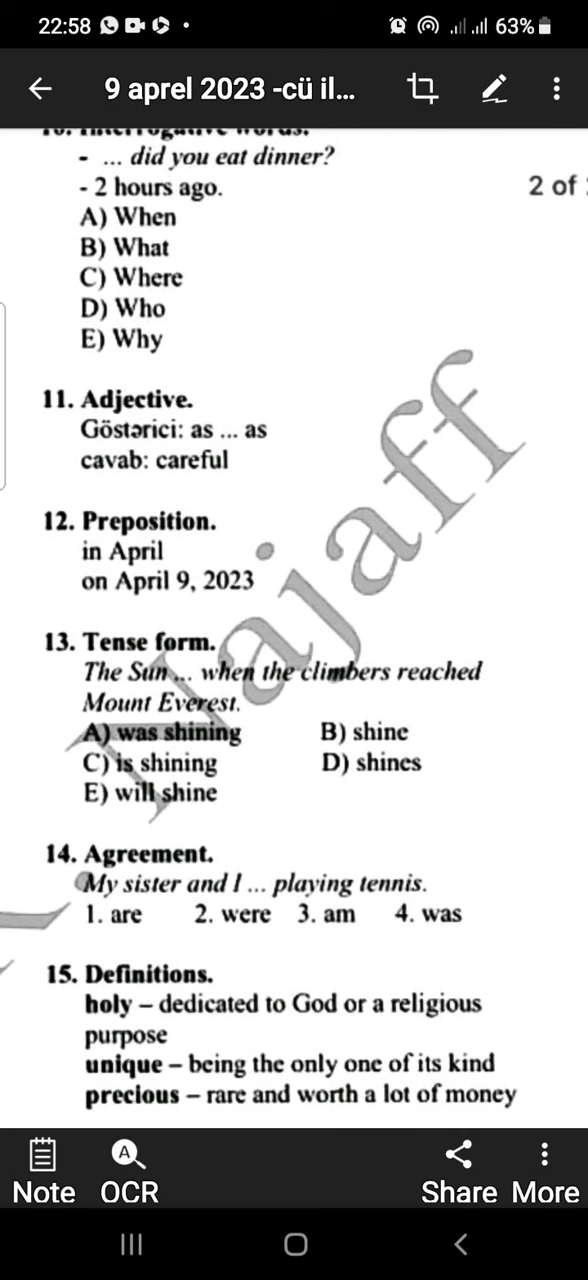 22:58
63%
9 aprel 2023 -cü il...
10. Interrogative words.
- ... did you eat dinner?
- 2 hours ago.
2 of
A) When
B) What
C) Where
D) Who
E) Why
11. Adjective.
Göstərici: as ... as
cavab: careful
12. Preposition.
in April
on April 9, 2023
13. Tense form.
The Sun ... when the climbers reached
Mount Everest.
A) was shining B) shine
C) is shining D) shines
E) will shine
14. Agreement.
My sister and I ... playing tennis.
1. are 2. were 3. am 4. was
15. Definitions.
holy – dedicated to God or a religious
purpose
unique – being the only one of its kind
precious – rare and worth a lot of money
Najaff
Note OCR Share More